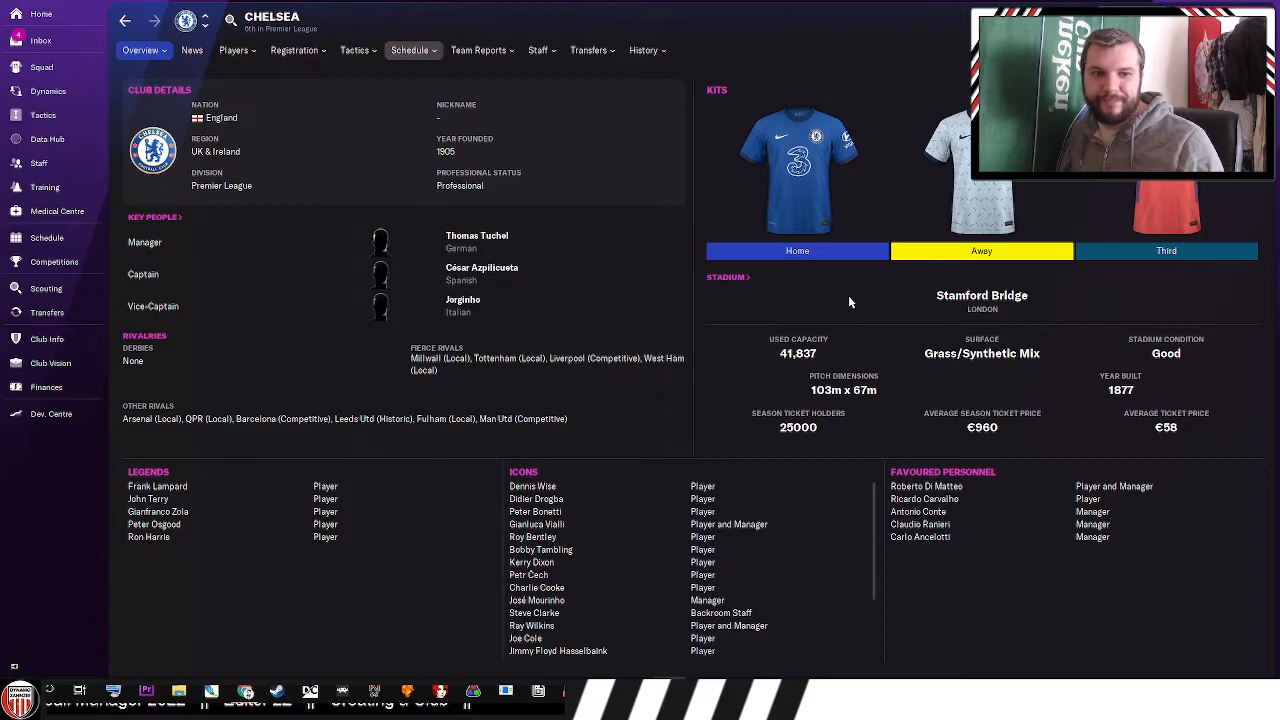 CHELSEA
6th in Premier League
Home
Inbox
4
Squad
Dynamics
Tactics
Data Hub
Staff
Training
Medical Centre
Schedule
Competitions
Scouting
Transfers
Club Info
Club Vision
Finances
Dev. Centre
Overview
News
Players
Registration
Tactics
Schedule
Team Reports
Staff
Transfers
History
CLUB DETAILS
NATION
England
NICKNAME
-
REGION
UK & Ireland
YEAR FOUNDED
1905
DIVISION
Premier League
PROFESSIONAL STATUS
Professional
KEY PEOPLE >
Manager
Thomas Tuchel
German
Captain
César Azpilicueta
Spanish
Vice-Captain
Jorginho
Italian
RIVALRIES
DERBIES
None
FIERCE RIVALS
Millwall (Local), Tottenham (Local), Liverpool (Competitive), West Ham
(Local)
OTHER RIVALS
Arsenal (Local), QPR (Local), Barcelona (Competitive), Leeds Utd (Historic), Fulham (Local), Man Utd (Competitive)
KITS
3
Home
Away
Third
STADIUM >
Stamford Bridge
LONDON
USED CAPACITY
41,837
SURFACE
Grass/Synthetic Mix
STADIUM CONDITION
Good
PITCH DIMENSIONS
103m x 67m
YEAR BUILT
1877
SEASON TICKET HOLDERS
25000
AVERAGE SEASON TICKET PRICE
€960
AVERAGE TICKET PRICE
€58
LEGENDS
Frank Lampard Player
John Terry Player
Gianfranco Zola Player
Peter Osgood Player
Ron Harris Player
ICONS
Dennis Wise Player
Didier Drogba Player
Peter Bonetti Player
Gianluca Vialli Player and Manager
Roy Bentley Player
Bobby Tambling Player
Kerry Dixon Player
Petr Čech Player
Charlie Cooke Player
José Mourinho Manager
Steve Clarke Backroom Staff
Ray Wilkins Player and Manager
Joe Cole Player
Jimmy Floyd Hasselbaink Player
FAVOURED PERSONNEL
Roberto Di Matteo Player and Manager
Ricardo Carvalho Player
Antonio Conte Manager
Claudio Ranieri Manager
Carlo Ancelotti Manager
Pr
DC
Manager 2022 || Editor 22 || Creating a Club ||